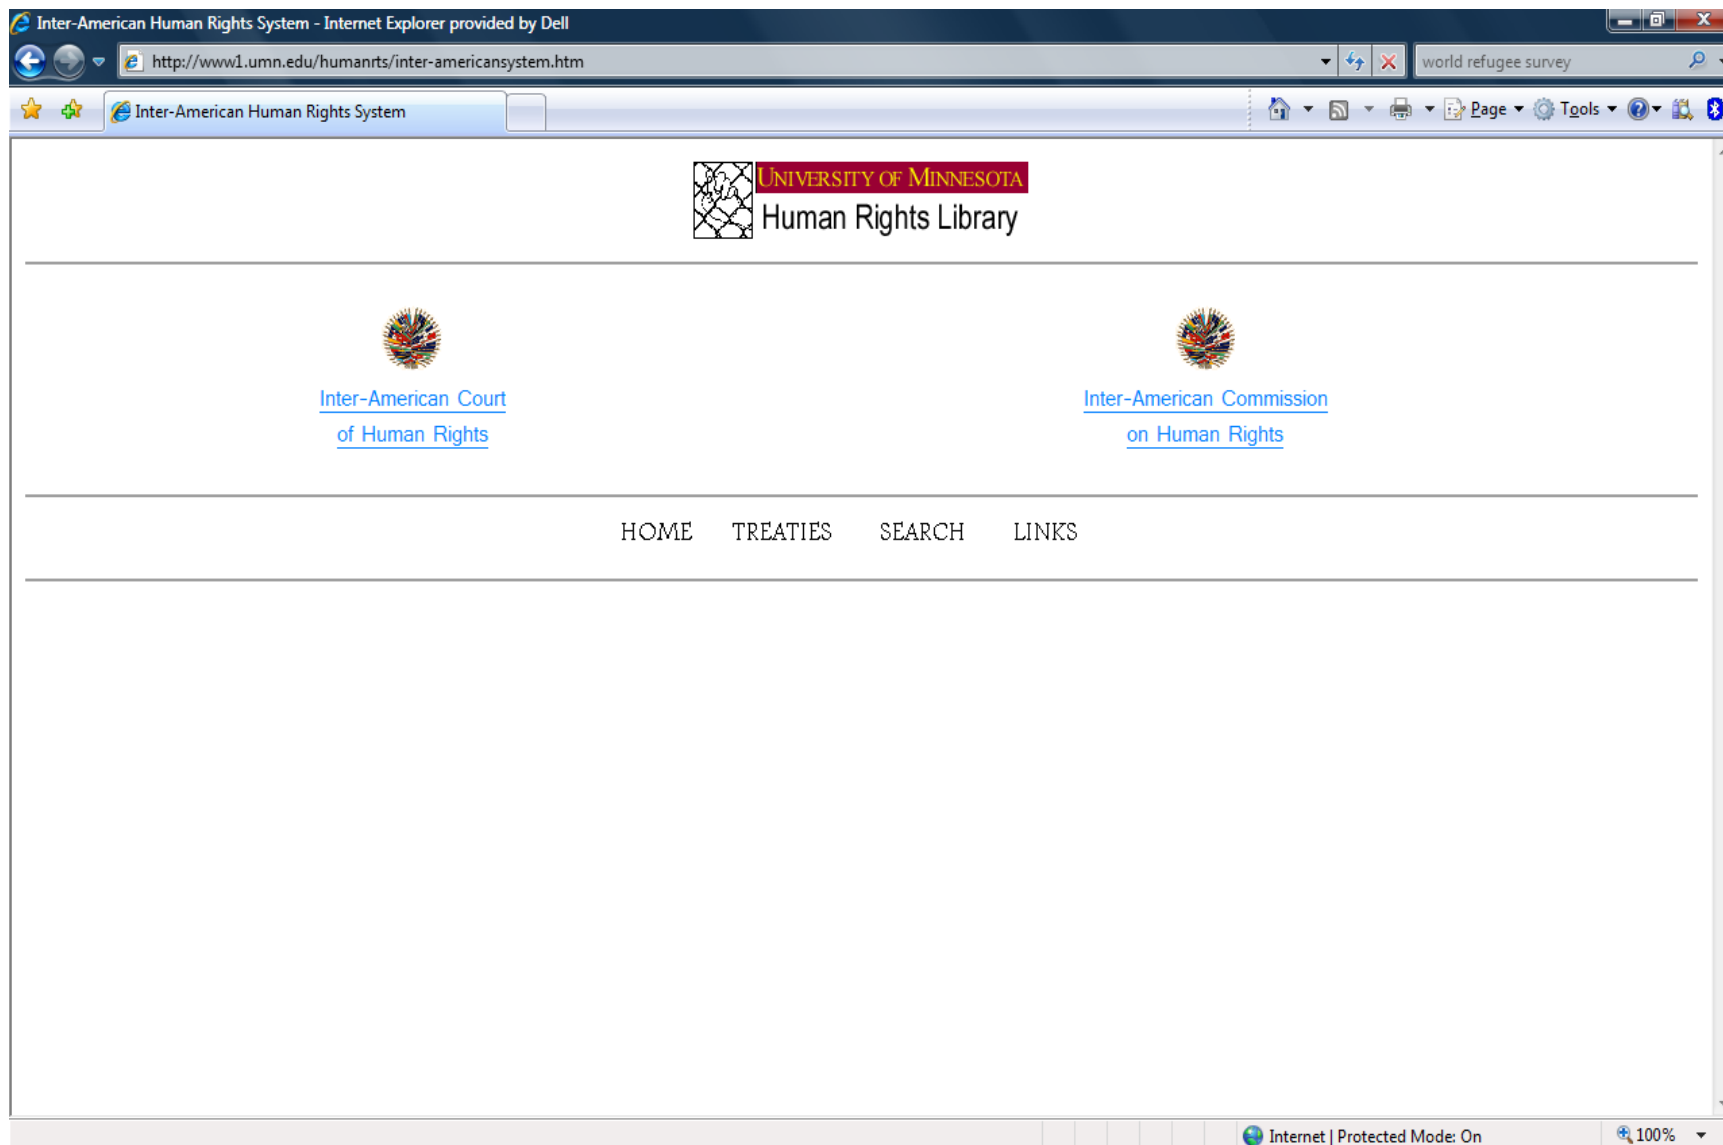 Inter-American Human Rights System - Internet Explorer provided by Dell
http://www1.umn.edu/humanrts/inter-americansystem.htm
world refugee survey
Inter-American Human Rights System
Page
Tools
UNIVERSITY OF MINNESOTA
Human Rights Library
Inter-American Court
of Human Rights
Inter-American Commission
on Human Rights
HOME TREATIES SEARCH LINKS
Internet | Protected Mode: On
100%